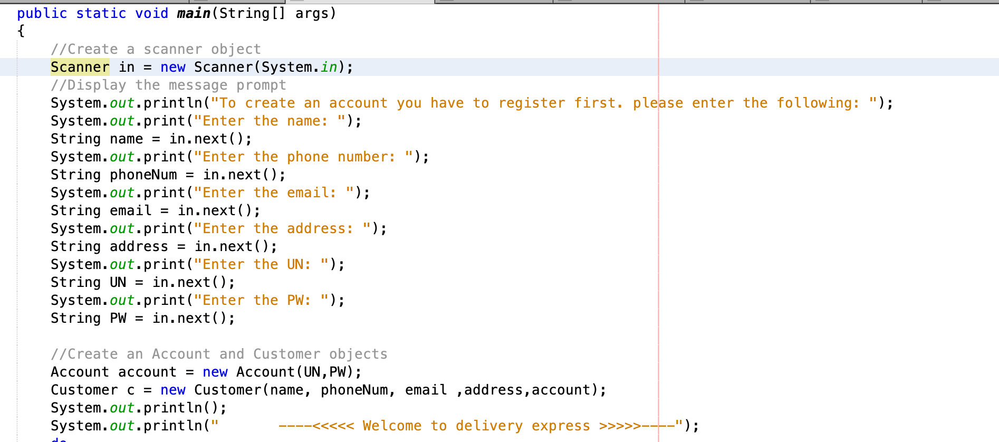 public static void main(String[] args)
{
//Create a scanner object
Scanner in = new Scanner(System.in);
//Display the message prompt
System.out.println("To create an account you have to register first. please enter the following: ");
System.out.print("Enter the name: ");
String name = in.next();
System.out.print("Enter the phone number: ");
String phoneNum = in.next();
System.out.print("Enter the email: ");
String email = in.next();
System.out.print("Enter the address: ");
String address = in.next();
System.out.print("Enter the UN: ");
String UN = in.next();
System.out.print("Enter the PW: ");
String PW = in.next();
//Create an Account and Customer objects
Account account = new Account(UN,PW);
Customer c = new Customer(name, phoneNum, email ,address,account);
System.out.println();
System.out.println("       ----<<<<< Welcome to delivery express >>>>>----");
do